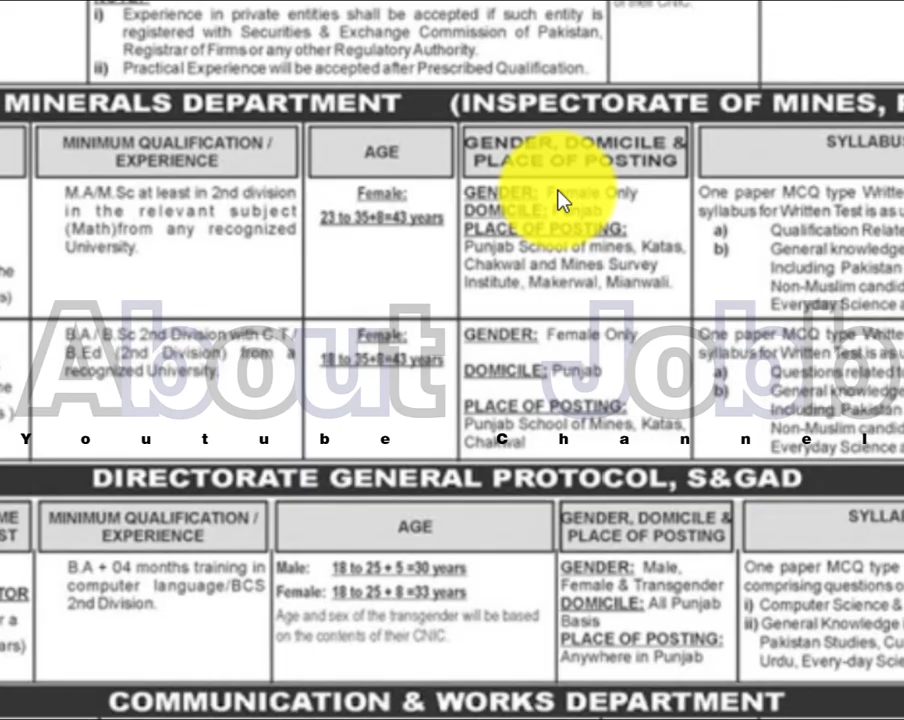 i) Experience in private entities shall be accepted if such entity is
registered with Securities & Exchange Commission of Pakistan,
Registrar of Firms or any other Regulatory Authority.
ii) Practical Experience will be accepted after Prescribed Qualification.
MINERALS DEPARTMENT (INSPECTORATE OF MINES,
MINIMUM QUALIFICATION /
EXPERIENCE
AGE
GENDER, DOMICILE &
PLACE OF POSTING
SYLLABUS
M.A/M.Sc at least in 2nd division
in the relevant subject
(Math)from any recognized
University.
Female:
23 to 35+8=43 years
GENDER: Female Only
DOMICILE: Punjab
PLACE OF POSTING:
Punjab School of mines, Katas,
Chakwal and Mines Survey
Institute, Makerwal, Mianwali.
One paper MCQ type Writte
syllabus for Written Test is as u
a) Qualification Relate
b) General knowledge
Including Pakistan
Non-Muslim candid
Everyday Science a
B.A / B.Sc 2nd Division with C.T/
B.Ed (2nd Division) from a
recognized University.
Female:
18 to 35+8=43 years
GENDER: Female Only
DOMICILE: Punjab
PLACE OF POSTING:
Punjab School of Mines, Katas,
Chakwal
One paper MCQ type Writte
syllabus for Written Test is as u
a) Questions related to
b) General knowledge
Including Pakistan
Non-Muslim candid
Everyday Science a
About Job's
Youtube Channel
DIRECTORATE GENERAL PROTOCOL, S&GAD
ME
ST
MINIMUM QUALIFICATION /
EXPERIENCE
AGE
GENDER, DOMICILE &
PLACE OF POSTING
SYLLAB
TOR
r a
ars)
B.A + 04 months training in
computer language/BCS
2nd Division.
Male: 18 to 25 + 5 =30 years
Female: 18 to 25 + 8 =33 years
Age and sex of the transgender will be based
on the contents of their CNIC.
GENDER: Male,
Female & Transgender
DOMICILE: All Punjab
Basis
PLACE OF POSTING:
Anywhere in Punjab
One paper MCQ type
comprising questions o
i) Computer Science &
ii) General Knowledge i
Pakistan Studies, Cu
Urdu, Every-day Scie
COMMUNICATION & WORKS DEPARTMENT